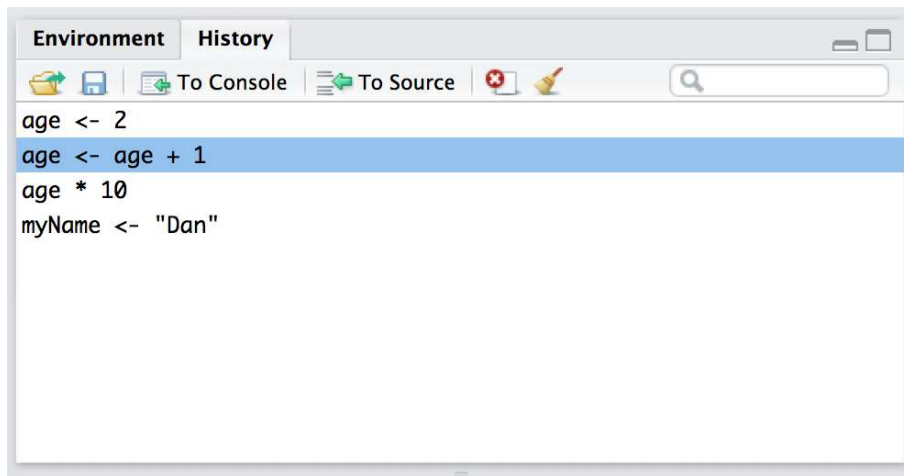 Environment History
To Console To Source
age <- 2
age <- age + 1
age * 10
myName <- "Dan"